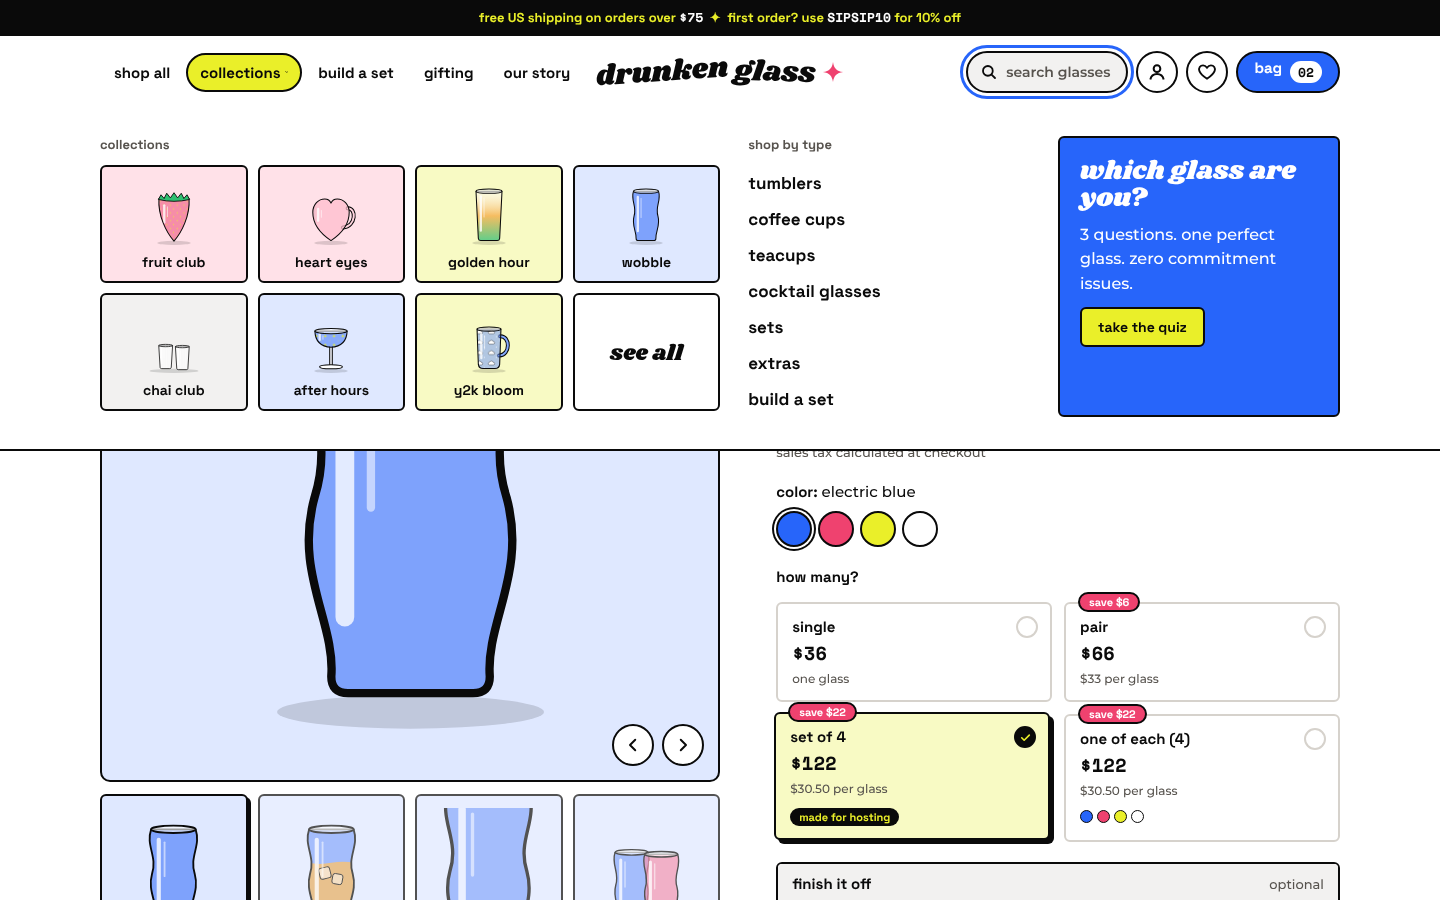 free US shipping on orders over $75 ✦ first order? use SIPSIP10 for 10% off
shop all
collections
build a set
gifting
our story
drunken glass
search glasses
bag 02
collections
fruit club
heart eyes
golden hour
wobble
chai club
after hours
y2k bloom
see all
shop by type
tumblers
coffee cups
teacups
cocktail glasses
sets
extras
build a set
which glass are
you?
3 questions. one perfect
glass. zero commitment
issues.
take the quiz
sales tax calculated at checkout
color: electric blue
how many?
single
$36
one glass
save $6
pair
$66
$33 per glass
save $22
set of 4
$122
$30.50 per glass
made for hosting
save $22
one of each (4)
$122
$30.50 per glass
finish it off
optional